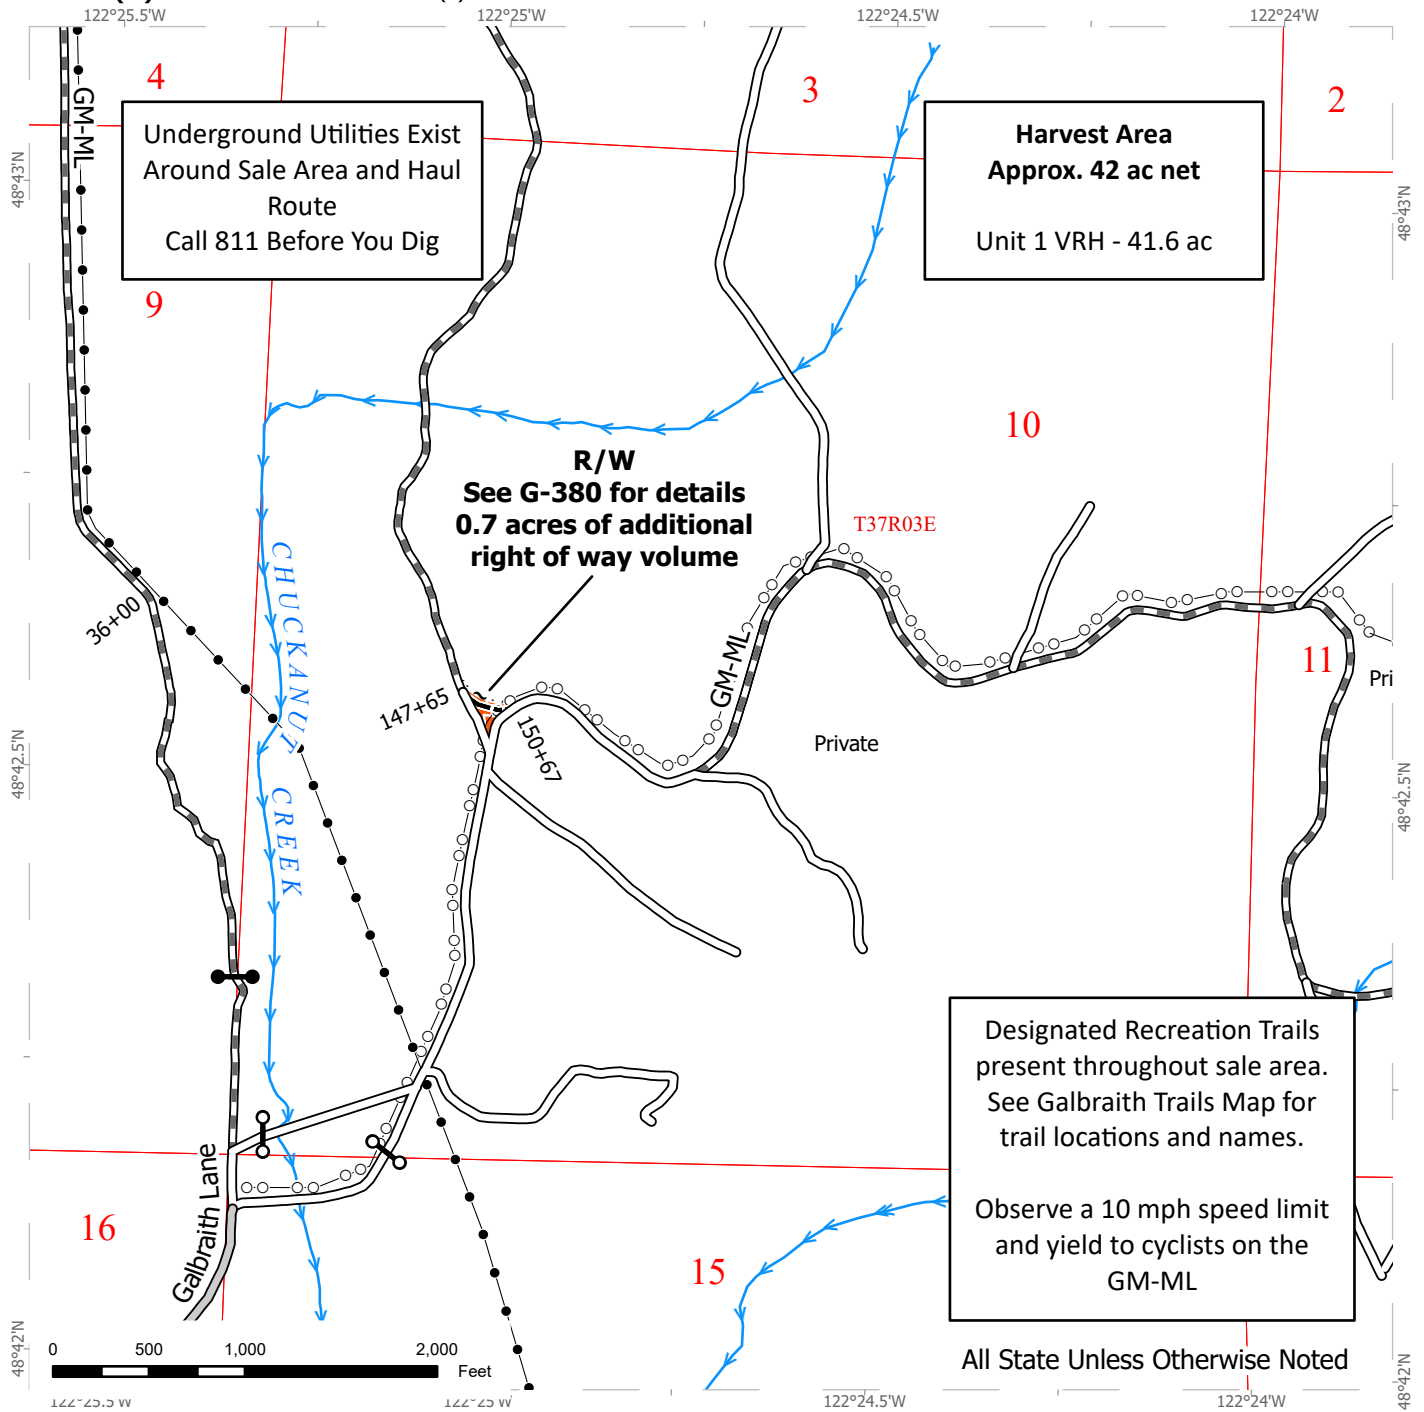 122°25.5'W
122°25'W
122°24.5'W
122°24'W
4
3
2
GM-ML
Underground Utilities Exist
Around Sale Area and Haul
Route
Call 811 Before You Dig
Harvest Area
Approx. 42 ac net
Unit 1 VRH - 41.6 ac
48°43'N
48°43'N
9
10
R/W
See G-380 for details
0.7 acres of additional
right of way volume
T37R03E
CHUCKANUT
CREEK
36+00
GM-ML
11
Pri
147+65
150+67
Private
48°42.5'N
48°42.5'N
Designated Recreation Trails
present throughout sale area.
See Galbraith Trails Map for
trail locations and names.
Observe a 10 mph speed limit
and yield to cyclists on the
GM-ML
Galbraith Lane
16
15
0 500 1,000 2,000
Feet
All State Unless Otherwise Noted
48°42'N
48°42'N
122°25.5'W
122°25'W
122°24.5'W
122°24'W